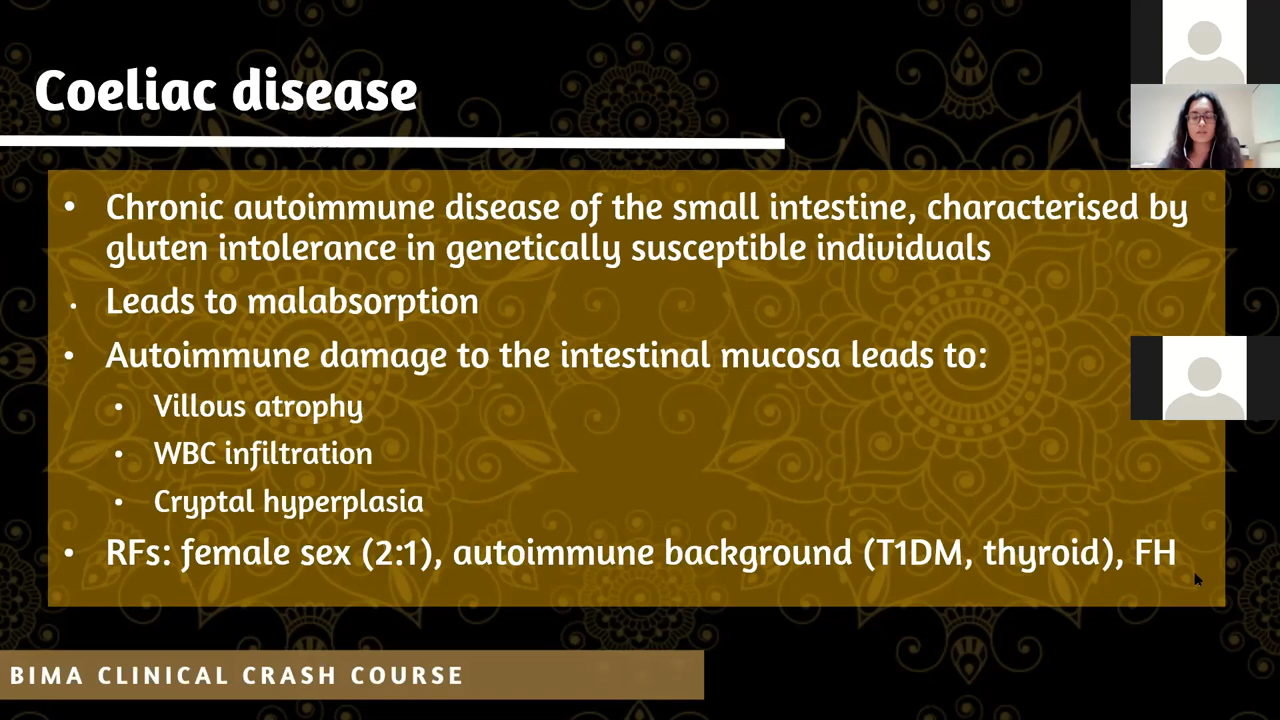 Coeliac disease
• Chronic autoimmune disease of the small intestine, characterised by
gluten intolerance in genetically susceptible individuals
• Leads to malabsorption
• Autoimmune damage to the intestinal mucosa leads to:
• Villous atrophy
• WBC infiltration
• Cryptal hyperplasia
• RFs: female sex (2:1), autoimmune background (T1DM, thyroid), FH
BIMA CLINICAL CRASH COURSE